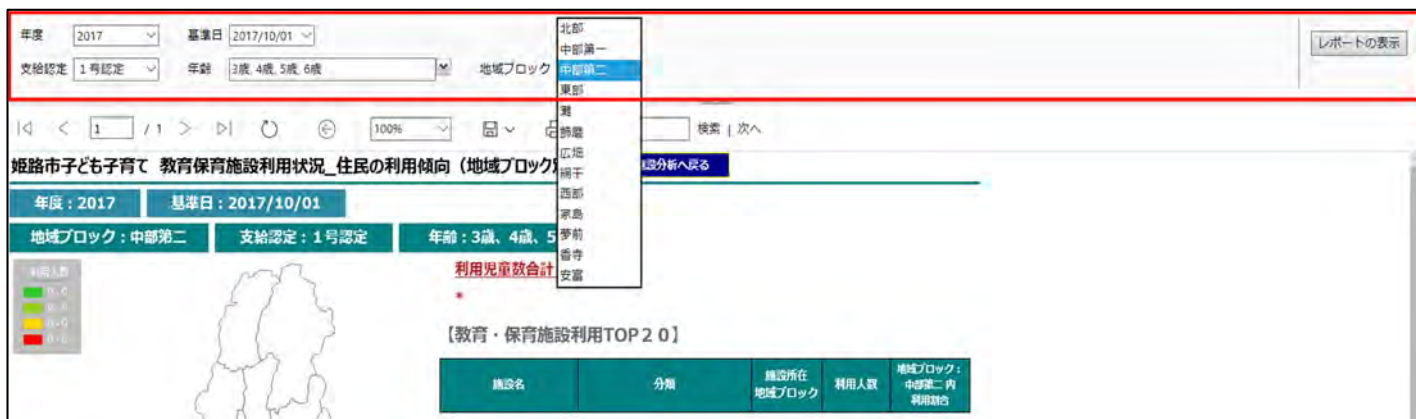 年度 2017 基準日 2017/10/01
支給認定 1号認定 年齢 3歳, 4歳, 5歳, 6歳 地域ブロック
レポートの表示
北部
中部第一
中部第二
東部
灘
飾磨
広畑
網干
西部
家島
夢前
香寺
安富
1 / 1 100% 検索 | 次へ
姫路市子ども子育て 教育保育施設利用状況_住民の利用傾向（地域ブロック
分析へ戻る
年度：2017 基準日：2017/10/01
地域ブロック：中部第二 支給認定：1号認定 年齢：3歳、4歳、5
利用人数
0 - 0
0 - 0
0 - 0
0 - 0
利用児童数合計
*
【教育・保育施設利用TOP20】
施設名 分類 施設所在地域ブロック 利用人数 地域ブロック：中部第二 内利用割合